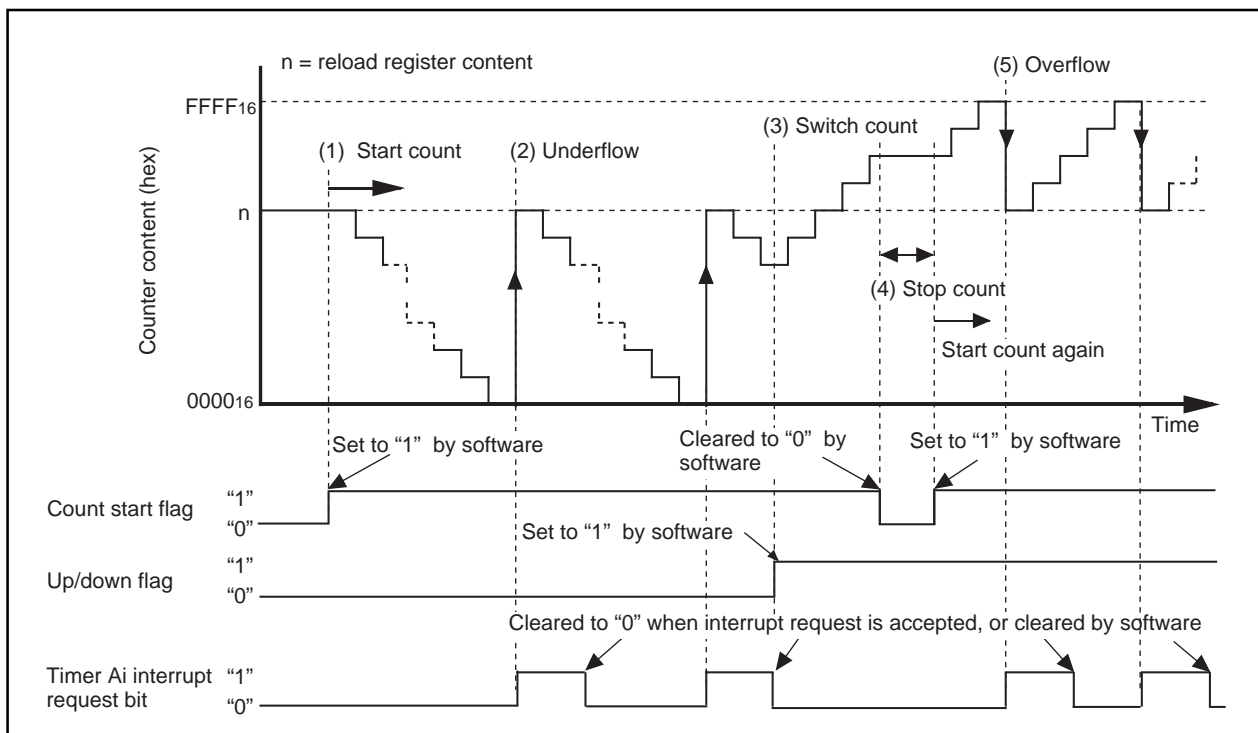 n = reload register content
(5) Overflow
FFFF16
(3) Switch count
(1) Start count
(2) Underflow
Counter content (hex)
n
(4) Stop count
Start count again
000016
Time
Set to “1” by software
Cleared to “0” by
software
Set to “1” by software
Count start flag
“1”
“0”
Set to “1” by software
Up/down flag
“1”
“0”
Cleared to “0” when interrupt request is accepted, or cleared by software
Timer Ai interrupt
request bit
“1”
“0”